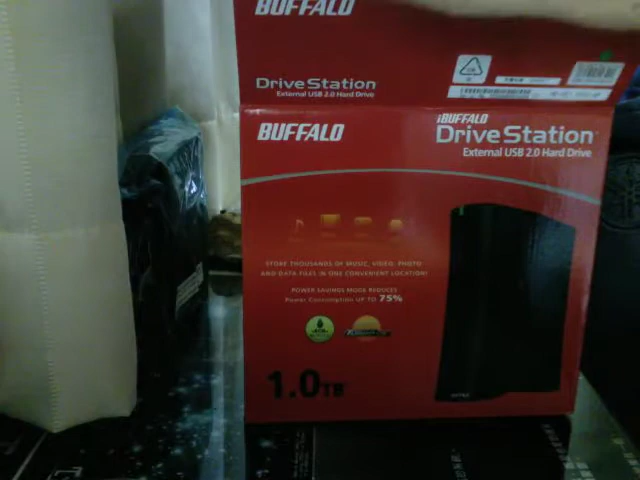 BUFFALO
DriveStation
External USB 2.0 Hard Drive
BUFFALO
BUFFALO
DriveStation
External USB 2.0 Hard Drive
STORE THOUSANDS OF MUSIC, VIDEO, PHOTO
AND DATA FILES IN ONE CONVENIENT LOCATION!
POWER SAVINGS MODE REDUCES
Power Consumption UP TO 75%
1.0TB